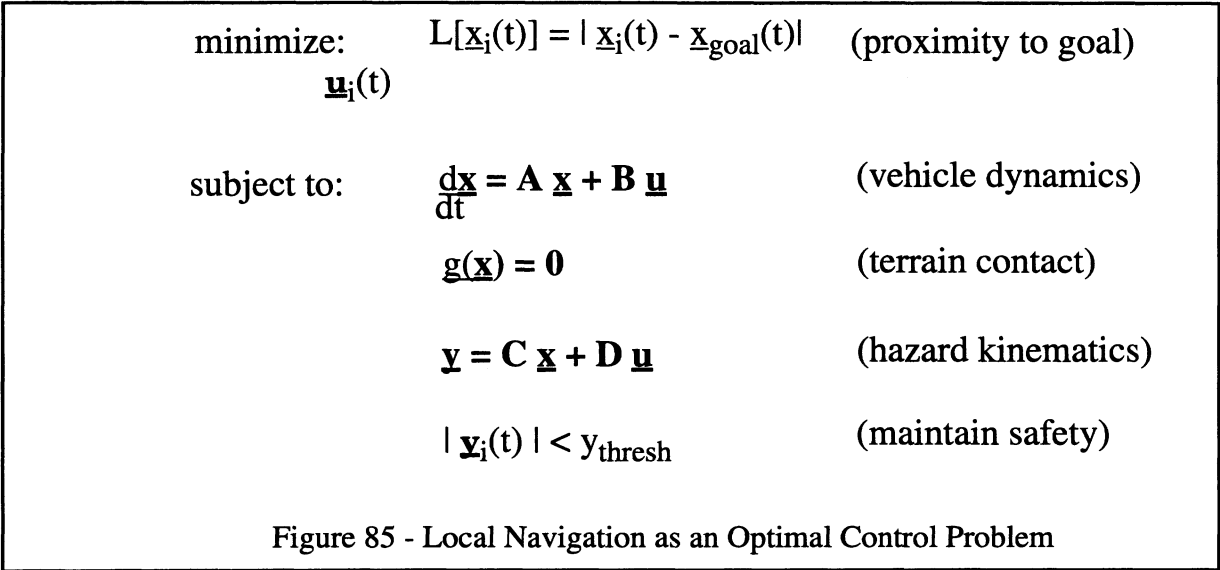 minimize: L[x_i(t)] = | x_i(t) - x_goal(t)| (proximity to goal)
u_i(t)
subject to: dx/dt = A x + B u (vehicle dynamics)
g(x) = 0 (terrain contact)
y = C x + D u (hazard kinematics)
| y_i(t) | < y_thresh (maintain safety)
Figure 85 - Local Navigation as an Optimal Control Problem